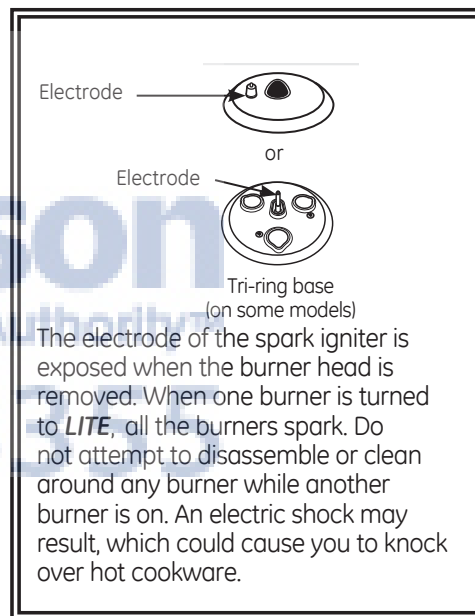 Electrode
or
Electrode
Tri-ring base
(on some models)
The electrode of the spark igniter is
exposed when the burner head is
removed. When one burner is turned
to LITE, all the burners spark. Do
not attempt to disassemble or clean
around any burner while another
burner is on. An electric shock may
result, which could cause you to knock
over hot cookware.
son
uthority™
355